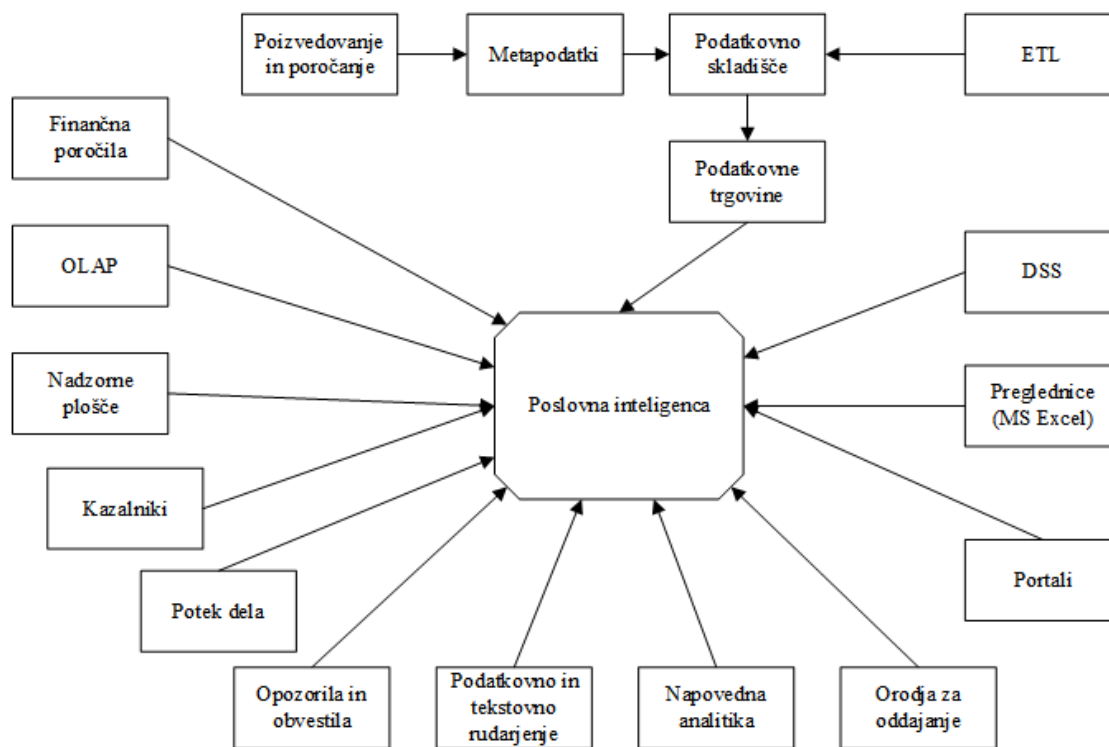 Poizvedovanje
in poročanje
Metapodatki
Podatkovno
skladišče
ETL
Finančna
poročila
Podatkovne
trgovine
OLAP
DSS
Nadzorne
plošče
Poslovna inteligenca
Preglednice
(MS Excel)
Kazalniki
Portali
Potek dela
Opozorila in
obvestila
Podatkovno in
tekstovno
rudarjenje
Napovedna
analitika
Orodja za
oddajanje